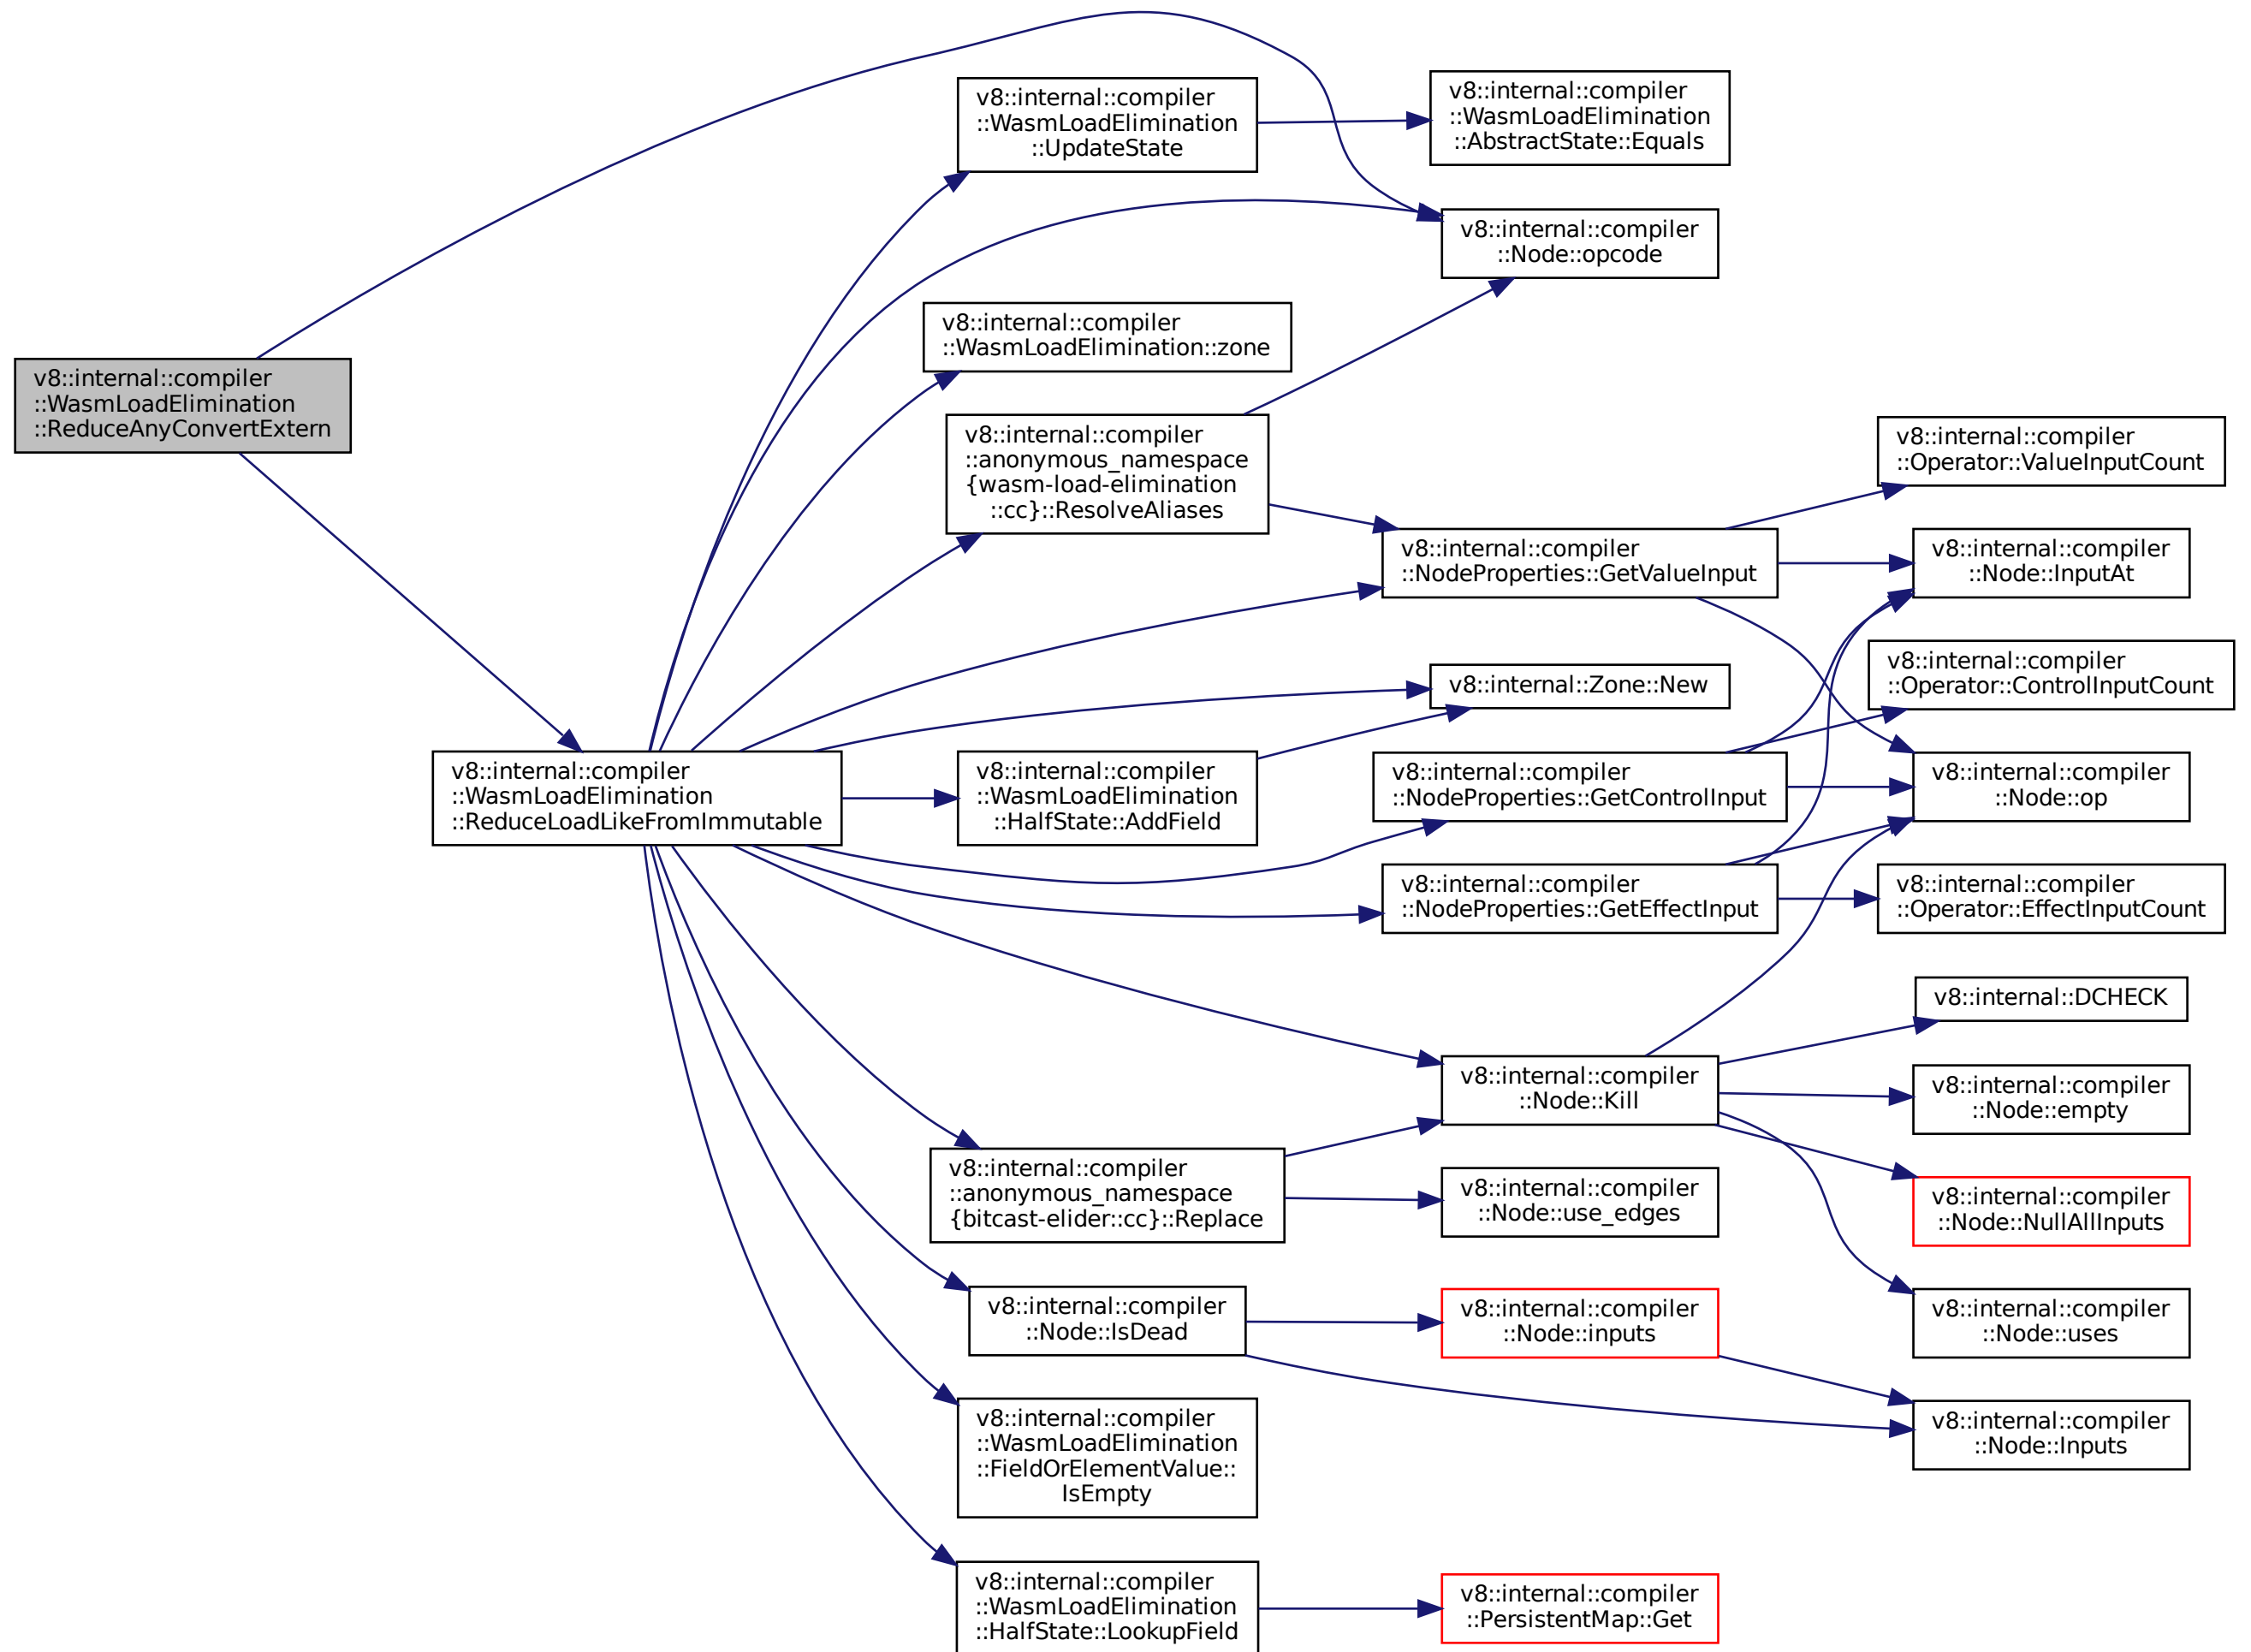 v8::internal::compiler
::WasmLoadElimination
::ReduceAnyConvertExtern
v8::internal::compiler
::WasmLoadElimination
::ReduceLoadLikeFromImmutable
v8::internal::compiler
::WasmLoadElimination
::UpdateState
v8::internal::compiler
::WasmLoadElimination::zone
v8::internal::compiler
::anonymous_namespace
{wasm-load-elimination
::cc}::ResolveAliases
v8::internal::compiler
::WasmLoadElimination
::HalfState::AddField
v8::internal::compiler
::anonymous_namespace
{bitcast-elider::cc}::Replace
v8::internal::compiler
::Node::IsDead
v8::internal::compiler
::WasmLoadElimination
::FieldOrElementValue::
IsEmpty
v8::internal::compiler
::WasmLoadElimination
::HalfState::LookupField
v8::internal::compiler
::WasmLoadElimination
::AbstractState::Equals
v8::internal::compiler
::Node::opcode
v8::internal::compiler
::NodeProperties::GetValueInput
v8::internal::Zone::New
v8::internal::compiler
::NodeProperties::GetControlInput
v8::internal::compiler
::NodeProperties::GetEffectInput
v8::internal::compiler
::Node::Kill
v8::internal::compiler
::Node::use_edges
v8::internal::compiler
::Node::inputs
v8::internal::compiler
::PersistentMap::Get
v8::internal::compiler
::Operator::ValueInputCount
v8::internal::compiler
::Node::InputAt
v8::internal::compiler
::Operator::ControlInputCount
v8::internal::compiler
::Node::op
v8::internal::compiler
::Operator::EffectInputCount
v8::internal::DCHECK
v8::internal::compiler
::Node::empty
v8::internal::compiler
::Node::NullAllInputs
v8::internal::compiler
::Node::uses
v8::internal::compiler
::Node::Inputs